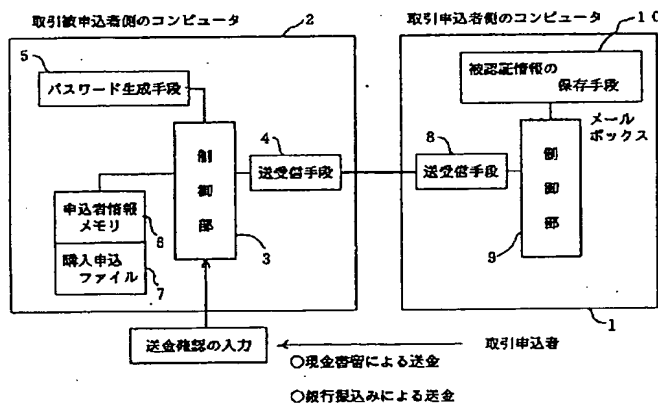 取引被申込者側のコンピュータ
2
5
パスワード生成手段
制御部
3
4
送受信手段
申込者情報
メモリ
6
購入申込
ファイル
7
取引申込者側のコンピュータ
10
被認証情報の
保存手段
メール
ボックス
8
送受信手段
制御部
9
1
送金確認の入力
取引申込者
○現金書留による送金
○銀行振込みによる送金